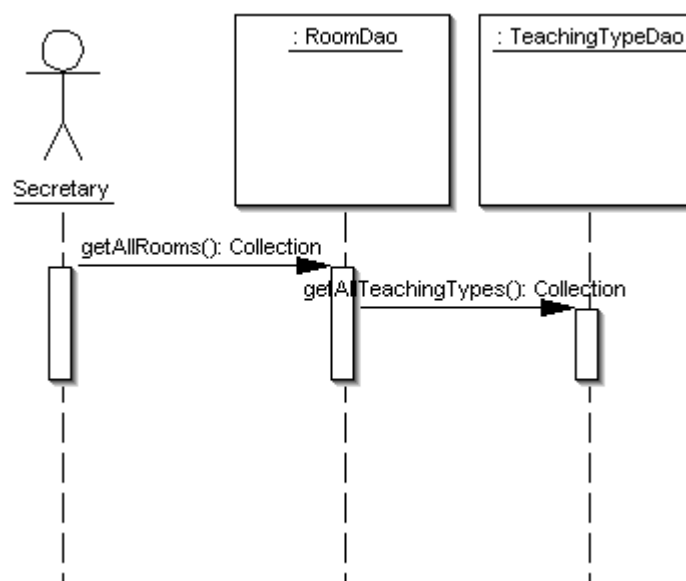 : RoomDao
: TeachingTypeDao
Secretary
getAllRooms(): Collection
getAllTeachingTypes(): Collection